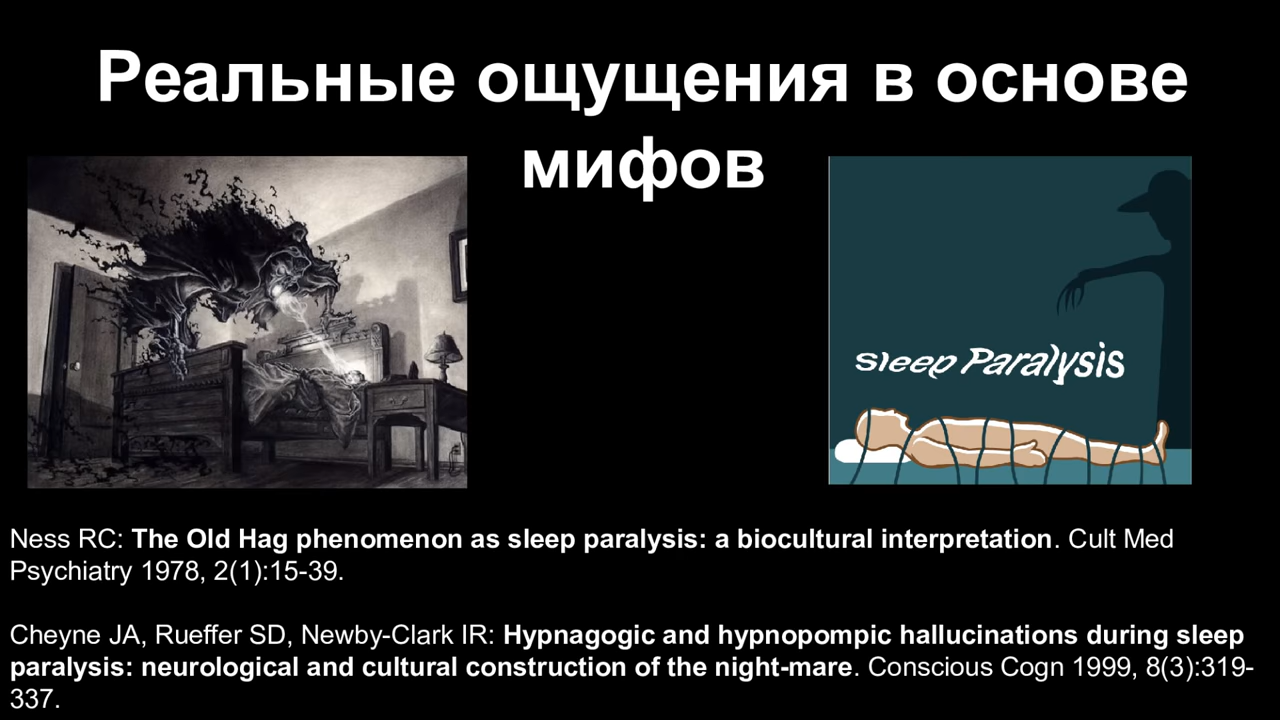 Реальные ощущения в основе
мифов
sleep Paralysis
Ness RC: The Old Hag phenomenon as sleep paralysis: a biocultural interpretation. Cult Med
Psychiatry 1978, 2(1):15-39.
Cheyne JA, Rueffer SD, Newby-Clark IR: Hypnagogic and hypnopompic hallucinations during sleep
paralysis: neurological and cultural construction of the night-mare. Conscious Cogn 1999, 8(3):319-
337.